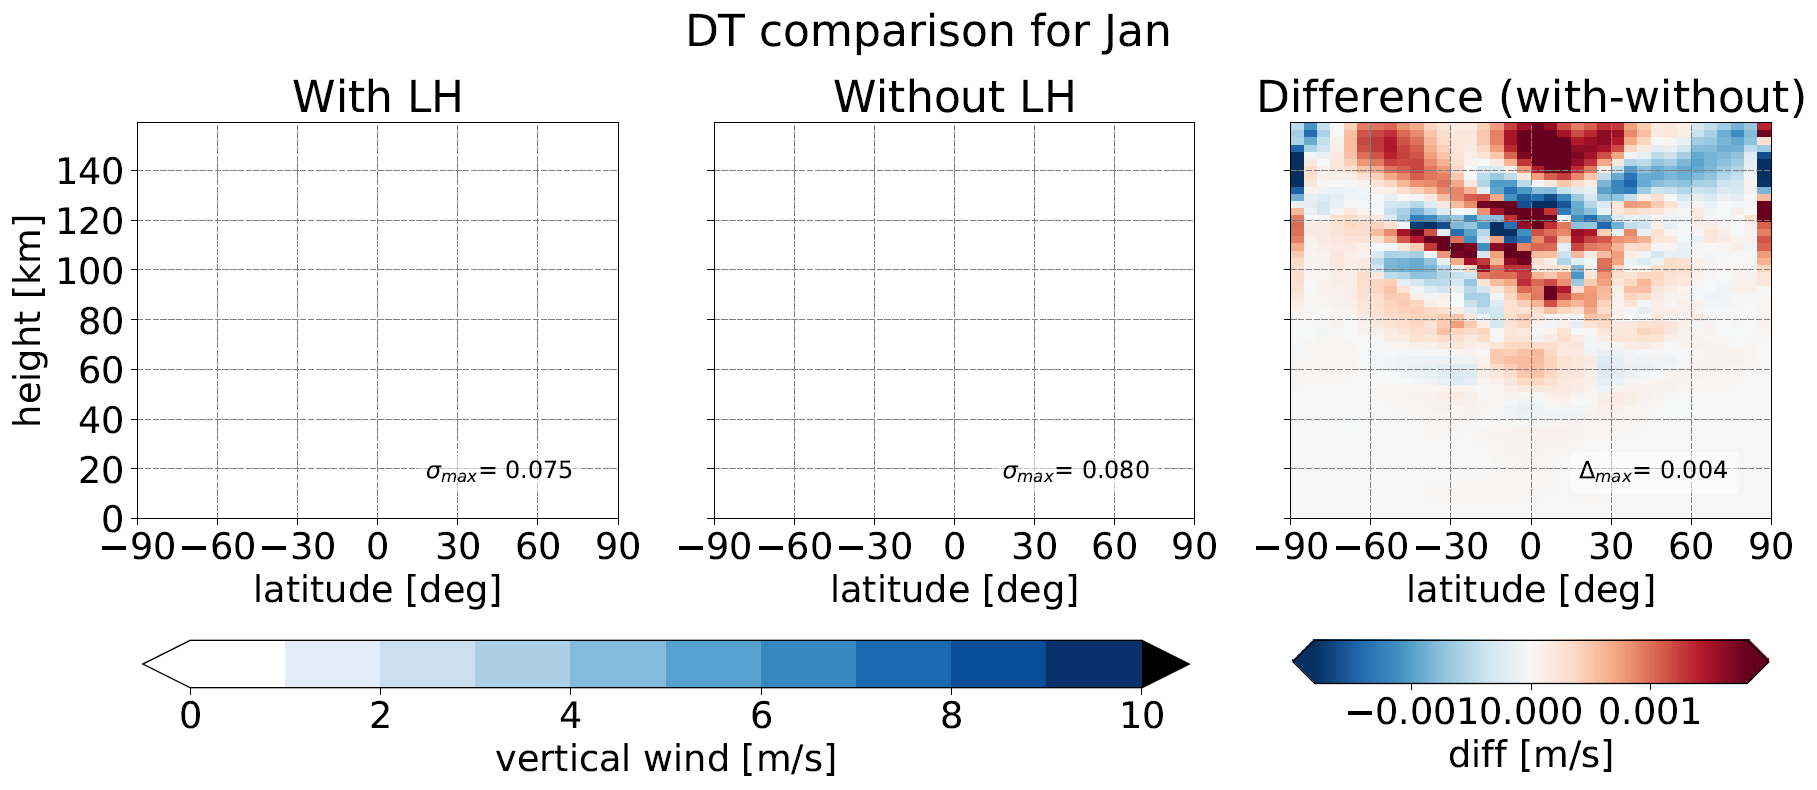 DT comparison for Jan
With LH
Without LH
Difference (with-without)
height [km]
140
120
100
80
60
40
20
0
σmax= 0.075
σmax= 0.080
Δmax= 0.004
−90 −60 −30 0 30 60 90
−90 −60 −30 0 30 60 90
−90 −60 −30 0 30 60 90
latitude [deg]
latitude [deg]
latitude [deg]
0 2 4 6 8 10
vertical wind [m/s]
−0.001 0.000 0.001
diff [m/s]